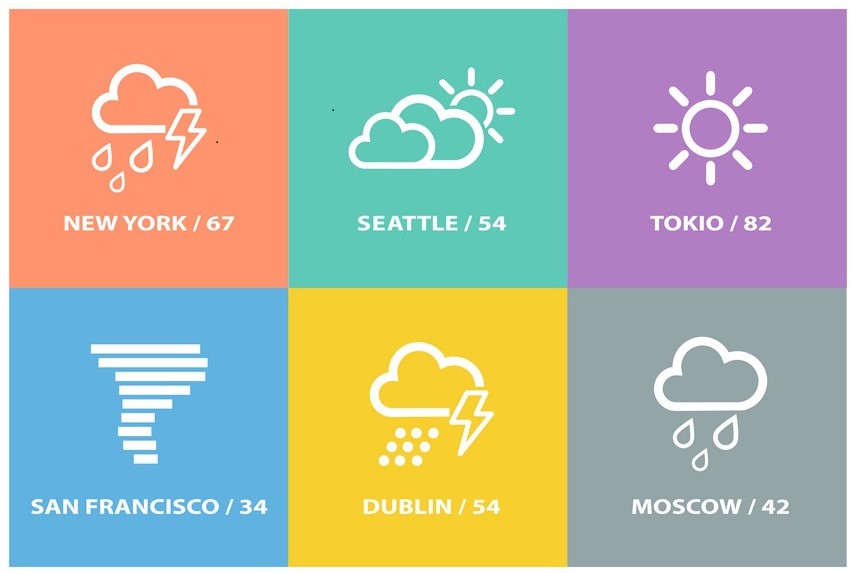 NEW YORK / 67
SEATTLE / 54
TOKIO / 82
SAN FRANCISCO / 34
DUBLIN / 54
MOSCOW / 42